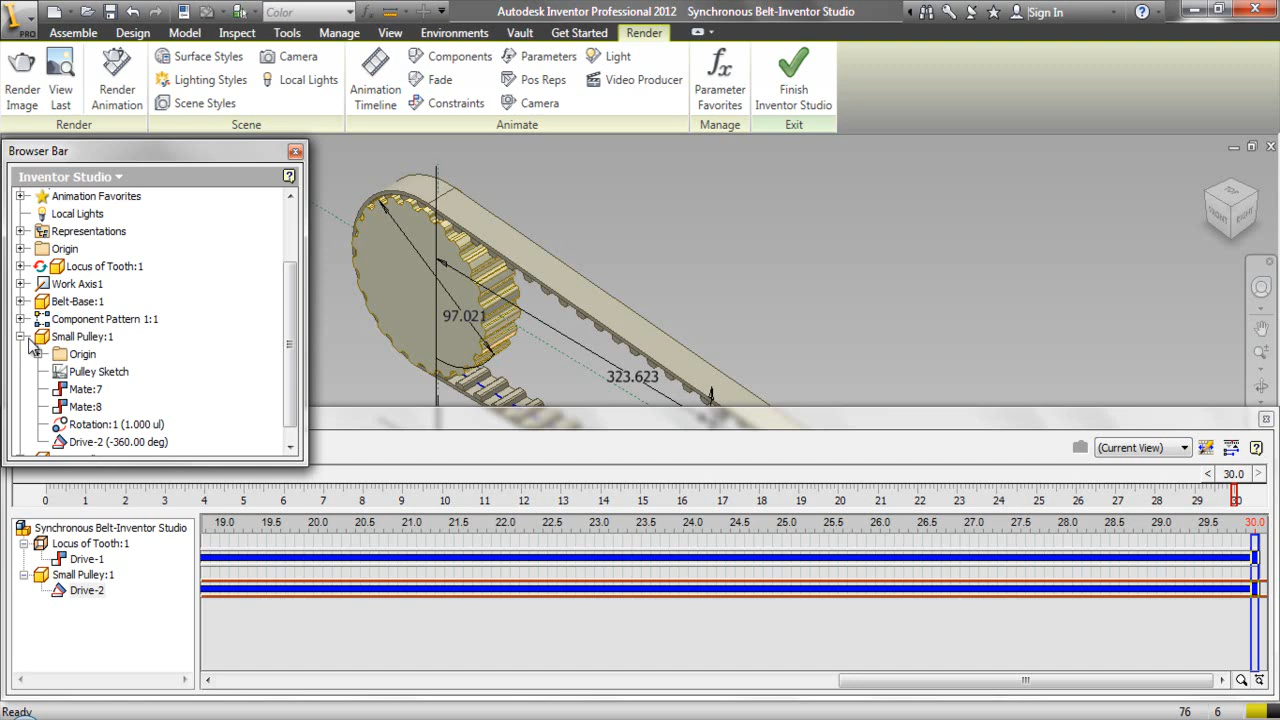 PRO
Color
Autodesk Inventor Professional 2012 Synchronous Belt-Inventor Studio
Sign In
Assemble Design Model Inspect Tools Manage View Environments Vault Get Started Render
Render Image
View Last
Render Animation
Surface Styles
Lighting Styles
Scene Styles
Camera
Local Lights
Animation Timeline
Components
Fade
Constraints
Parameters
Pos Reps
Camera
Light
Video Producer
Parameter Favorites
Finish Inventor Studio
Render Scene Animate Manage Exit
Browser Bar
Inventor Studio
Animation Favorites
Local Lights
Representations
Origin
Locus of Tooth:1
Work Axis1
Belt-Base:1
Component Pattern 1:1
Small Pulley:1
Origin
Pulley Sketch
Mate:7
Mate:8
Rotation:1 (1.000 ul)
Drive-2 (-360.00 deg)
97.021
323.623
FRONT RIGHT
(Current View)
< 30.0 >
0 1 2 3 4 5 6 7 8 9 10 11 12 13 14 15 16 17 18 19 20 21 22 23 24 25 26 27 28 29 30
19.0 19.5 20.0 20.5 21.0 21.5 22.0 22.5 23.0 23.5 24.0 24.5 25.0 25.5 26.0 26.5 27.0 27.5 28.0 28.5 29.0 29.5 30.0
Synchronous Belt-Inventor Studio
Locus of Tooth:1
Drive-1
Small Pulley:1
Drive-2
Ready
76 6